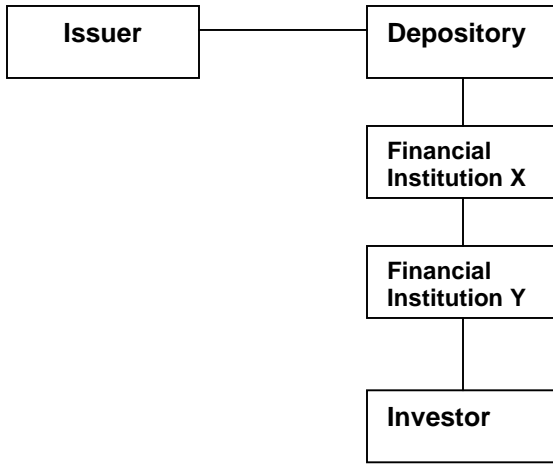 Issuer
Depository
Financial
Institution X
Financial
Institution Y
Investor